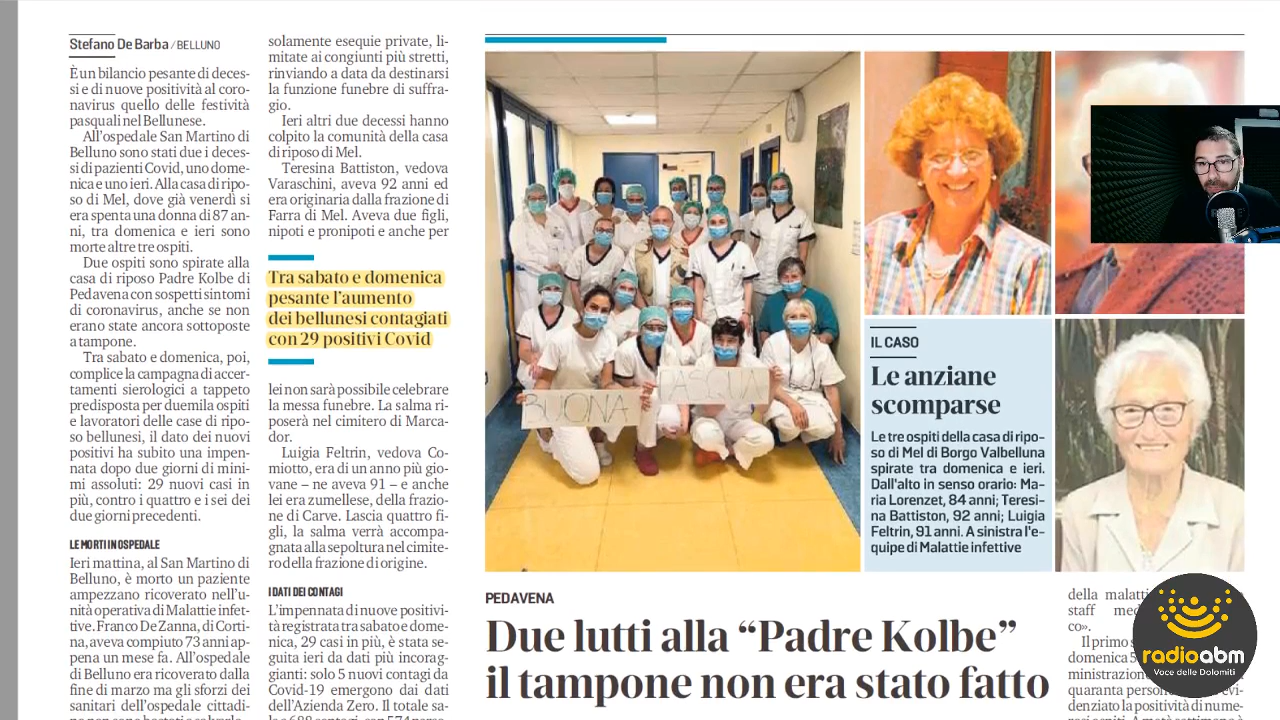 Stefano De Barba / BELLUNO
È un bilancio pesante di deces-
si e di nuove positività al coro-
navirus quello delle festività
pasquali nel Bellunese.
All'ospedale San Martino di
Belluno sono stati due i deces-
si di pazienti Covid, uno dome-
nica e uno ieri. Alla casa di ripo-
so di Mel, dove già venerdì si
era spenta una donna di 87 an-
ni, tra domenica e ieri sono
morte altre tre ospiti.
Due ospiti sono spirate alla
casa di riposo Padre Kolbe di
Pedavena con sospetti sintomi
di coronavirus, anche se non
erano state ancora sottoposte
a tampone.
Tra sabato e domenica, poi,
complice la campagna di accer-
tamenti sierologici a tappeto
predisposta per duemila ospiti
e lavoratori delle case di ripo-
so bellunesi, il dato dei nuovi
positivi ha subito una impen-
nata dopo due giorni di mini-
mi assoluti: 29 nuovi casi in
più, contro i quattro e i sei dei
due giorni precedenti.
LE MORTI IN OSPEDALE
Ieri mattina, al San Martino di
Belluno, è morto un paziente
ampezzano ricoverato nell'u-
nità operativa di Malattie infet-
tive. Franco De Zanna, di Corti-
na, aveva compiuto 73 anni ap-
pena un mese fa. All'ospedale
di Belluno era ricoverato dalla
fine di marzo ma gli sforzi dei
sanitari dell'ospedale cittadi-
solamente esequie private, li-
mitate ai congiunti più stretti,
rinviando a data da destinarsi
la funzione funebre di suffra-
gio.
Ieri altri due decessi hanno
colpito la comunità della casa
di riposo di Mel.
Teresina Battiston, vedova
Varaschini, aveva 92 anni ed
era originaria dalla frazione di
Farra di Mel. Aveva due figli,
nipoti e pronipoti e anche per
Tra sabato e domenica
pesante l'aumento
dei bellunesi contagiati
con 29 positivi Covid
lei non sarà possibile celebrare
la messa funebre. La salma ri-
poserà nel cimitero di Marca-
dor.
Luigia Feltrin, vedova Co-
miotto, era di un anno più gio-
vane – ne aveva 91 – e anche
lei era zumellese, della frazio-
ne di Carve. Lascia quattro fi-
gli, la salma verrà accompa-
gnata alla sepoltura nel cimite-
ro della frazione di origine.
I DATI DEI CONTAGI
L'impennata di nuove positivi-
tà registrata tra sabato e dome-
nica, 29 casi in più, è stata se-
guita ieri da dati più incorag-
gianti: solo 5 nuovi contagi da
Covid-19 emergono dai dati
dell'Azienda Zero. Il totale sa-
BUONA PASQUA
IL CASO
Le anziane
scomparse
Le tre ospiti della casa di ripo-
so di Mel di Borgo Valbelluna
spirate tra domenica e ieri.
Dall'alto in senso orario: Ma-
ria Lorenzet, 84 anni; Teresi-
na Battiston, 92 anni; Luigia
Feltrin, 91 anni. A sinistra l'e-
quipe di Malattie infettive
PEDAVENA
Due lutti alla “Padre Kolbe”
il tampone non era stato fatto
della malatti
staff med
co».
Il primo
domenica 5
ministrazion
quaranta person
denziato la positività di nume-
radioabm
Voce delle Dolomiti